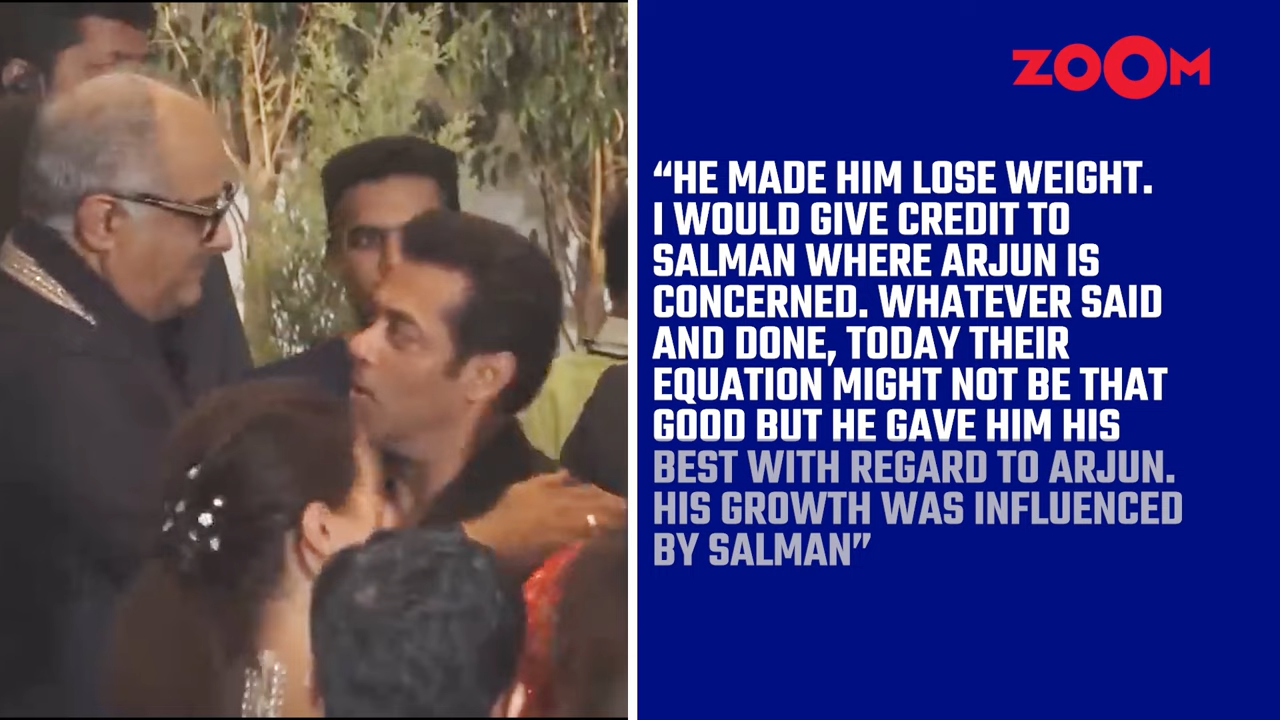 ZOOM
“HE MADE HIM LOSE WEIGHT.
I WOULD GIVE CREDIT TO
SALMAN WHERE ARJUN IS
CONCERNED. WHATEVER SAID
AND DONE, TODAY THEIR
EQUATION MIGHT NOT BE THAT
GOOD BUT HE GAVE HIM HIS
BEST WITH REGARD TO ARJUN.
HIS GROWTH WAS INFLUENCED
BY SALMAN”